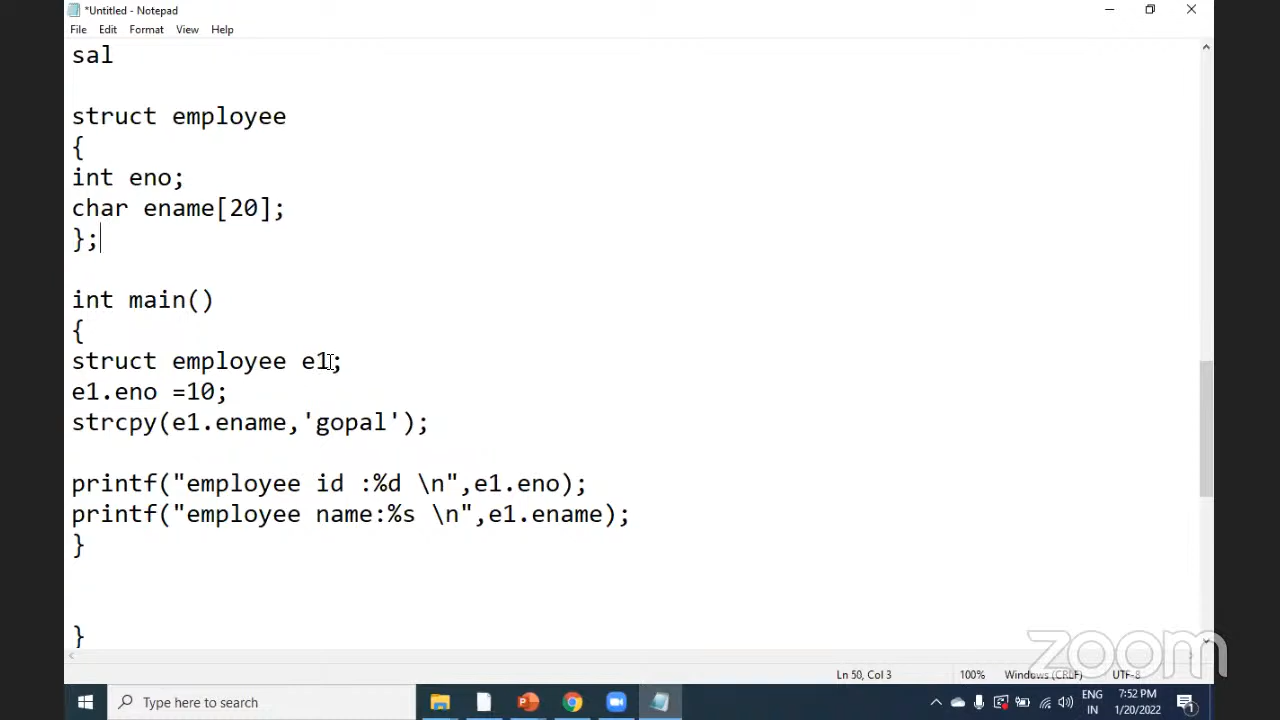 *Untitled - Notepad
File Edit Format View Help
sal
struct employee
{
int eno;
char ename[20];
};
int main()
{
struct employee e1;
e1.eno =10;
strcpy(e1.ename,'gopal');
printf("employee id :%d \n",e1.eno);
printf("employee name:%s \n",e1.ename);
}
}
zoom
Ln 50, Col 3 100% Windows (CRLF) UTF-8
Type here to search
ENG
IN
7:52 PM
1/20/2022
1